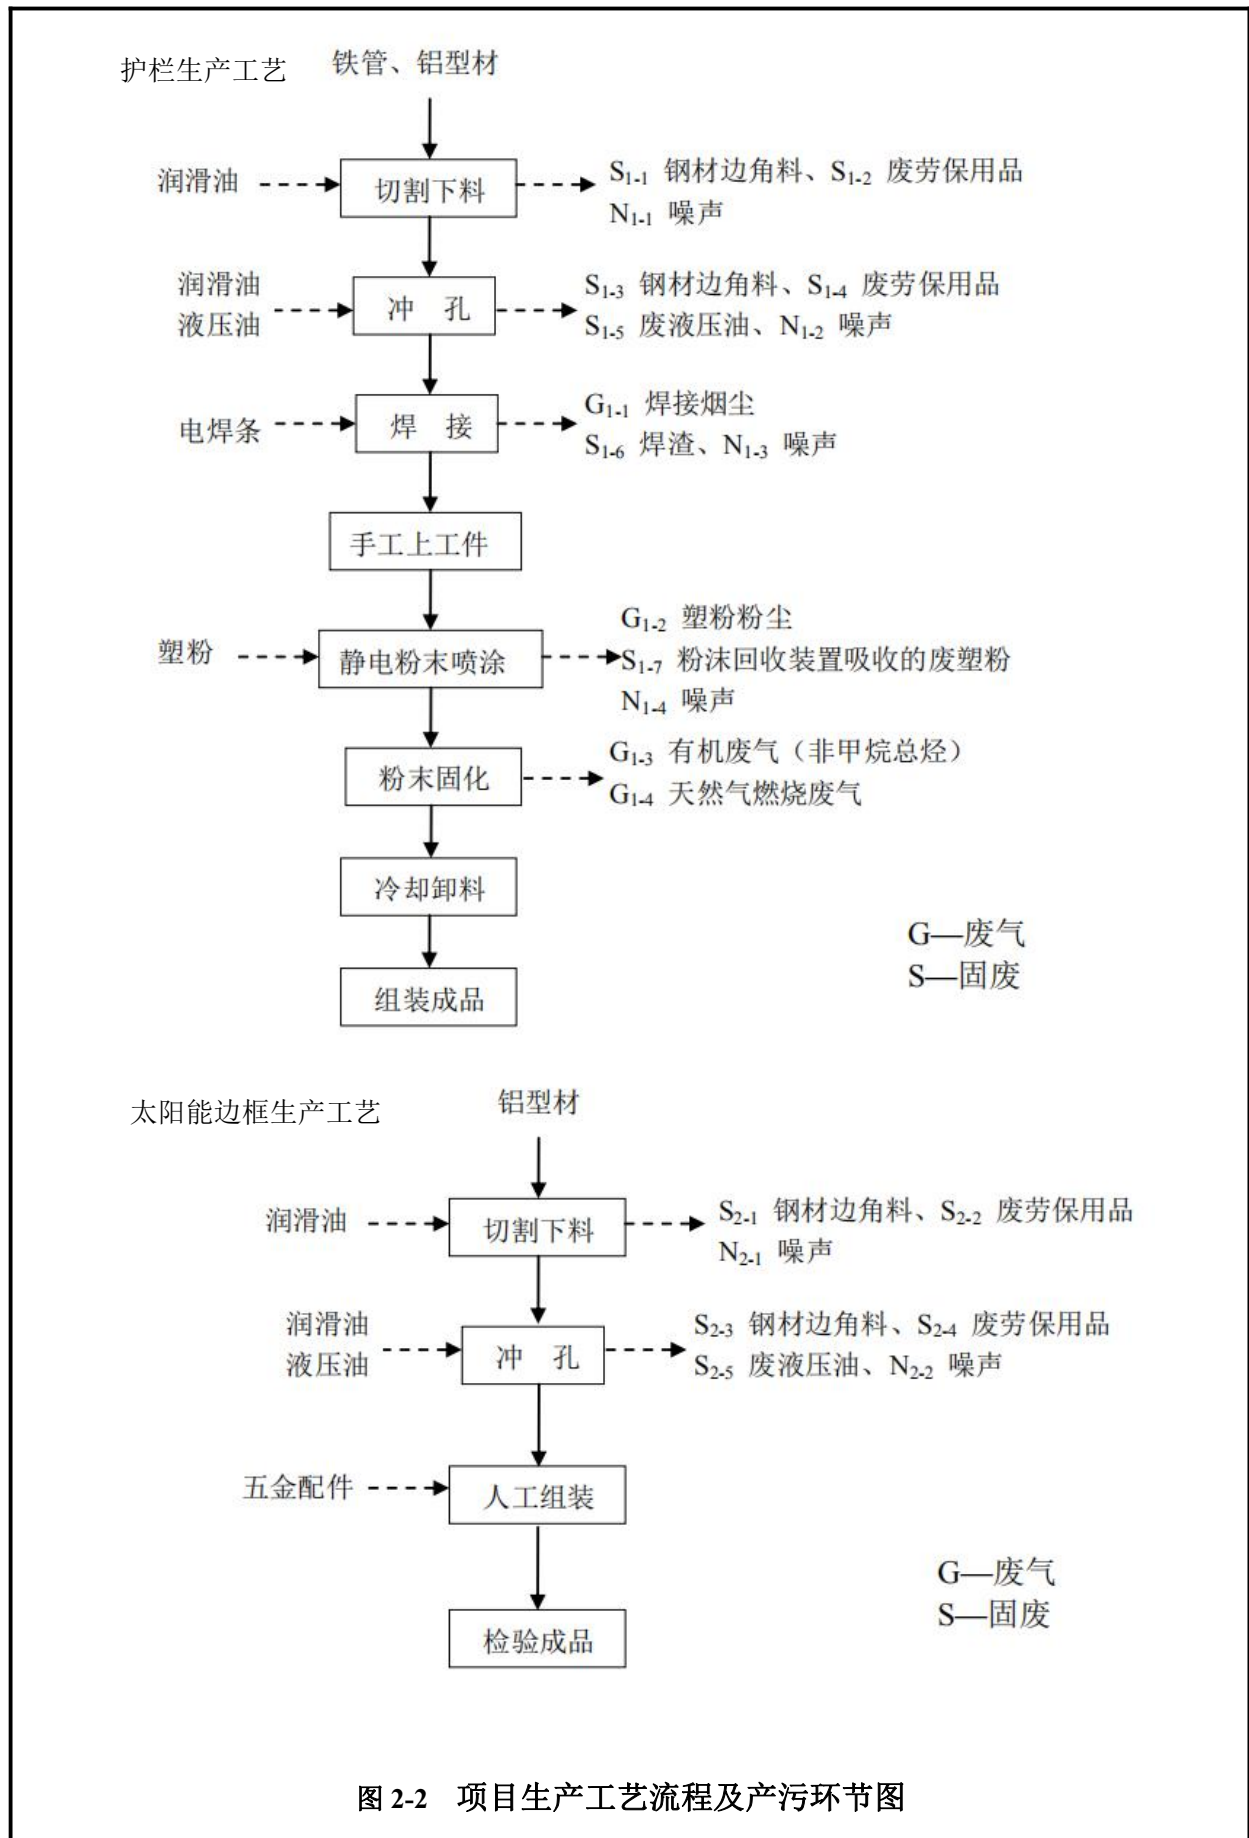 护栏生产工艺
铁管、铝型材
润滑油
切割下料
S1-1 钢材边角料、S1-2 废劳保用品
N1-1 噪声
润滑油
液压油
冲 孔
S1-3 钢材边角料、S1-4 废劳保用品
S1-5 废液压油、N1-2 噪声
电焊条
焊 接
G1-1 焊接烟尘
S1-6 焊渣、N1-3 噪声
手工上工件
塑粉
静电粉末喷涂
G1-2 塑粉粉尘
S1-7 粉沫回收装置吸收的废塑粉
N1-4 噪声
粉末固化
G1-3 有机废气（非甲烷总烃）
G1-4 天然气燃烧废气
冷却卸料
组装成品
G—废气
S—固废
太阳能边框生产工艺
铝型材
润滑油
切割下料
S2-1 钢材边角料、S2-2 废劳保用品
N2-1 噪声
润滑油
液压油
冲 孔
S2-3 钢材边角料、S2-4 废劳保用品
S2-5 废液压油、N2-2 噪声
五金配件
人工组装
检验成品
G—废气
S—固废
图 2-2 项目生产工艺流程及产污环节图